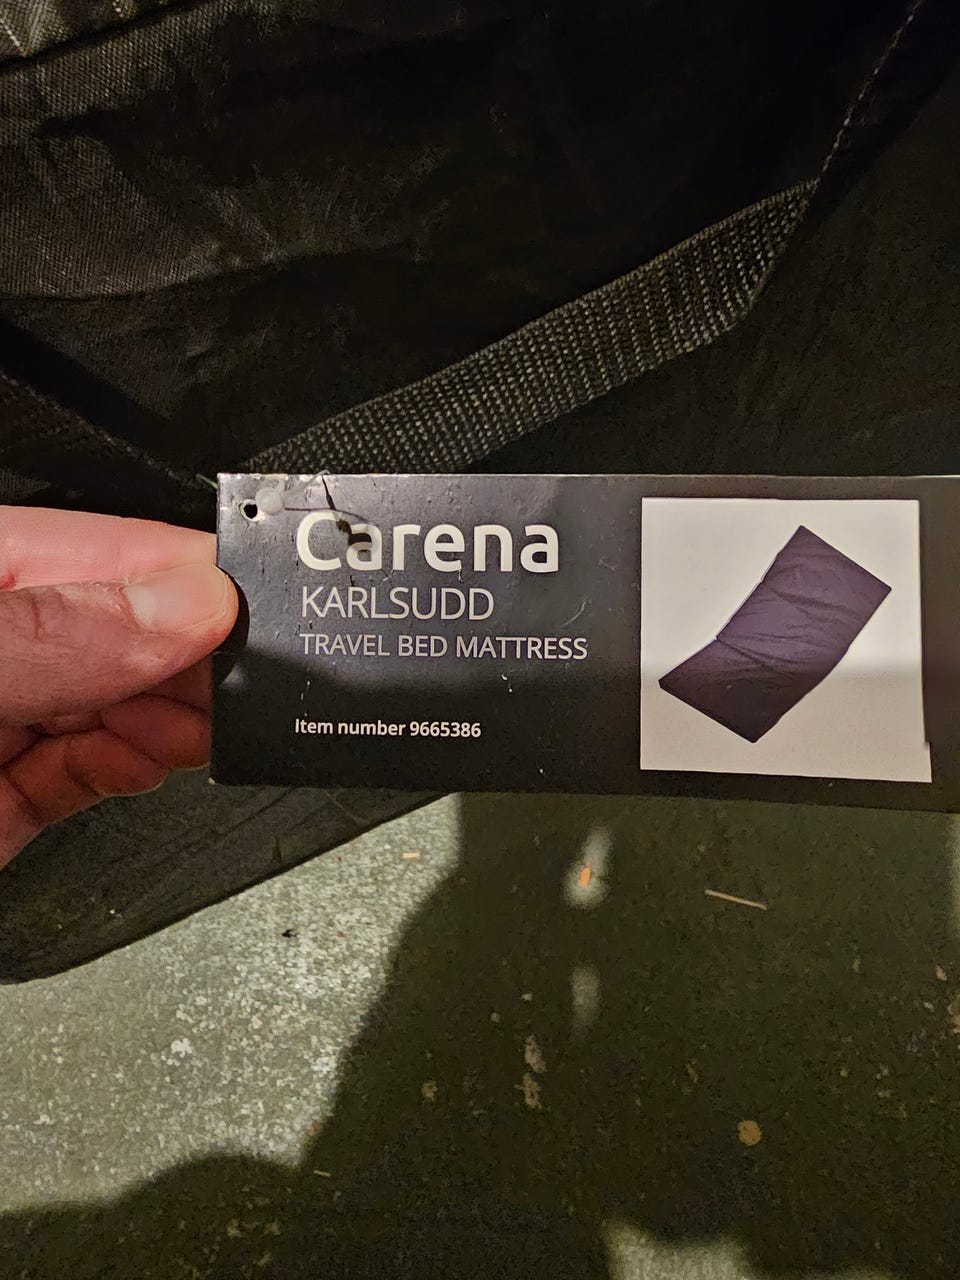 Carena
KARLSUDD
TRAVEL BED MATTRESS
Item number 9665386